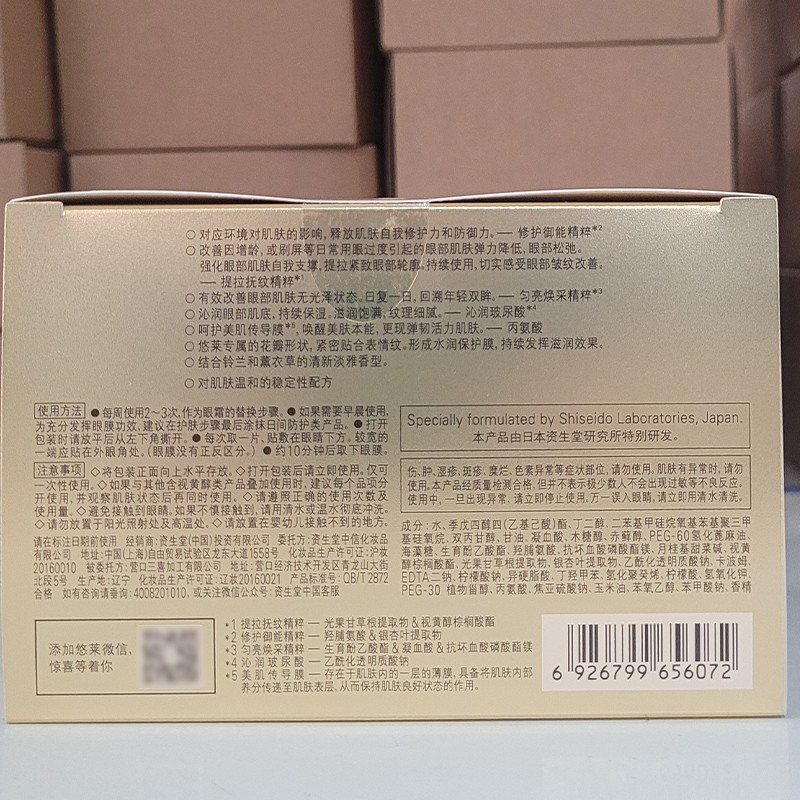 ○ 对应环境对肌肤的影响, 释放肌肤自我修护力和防御力。— 修护御能精粹*2
○ 改善因增龄, 或刷屏等日常用眼过度引起的眼部肌肤弹力降低, 眼部松弛。
强化眼部肌肤自我支撑, 提拉紧致眼部轮廓。持续使用, 切实感受眼部皱纹改善。
— 提拉抚纹精粹*1
○ 有效改善眼部肌肤无光泽状态。日复一日, 回溯年轻双眸。— 匀亮焕采精粹*3
○ 沁润眼部肌底, 持续保湿。滋润饱满, 纹理细腻。— 沁润玻尿酸*4
○ 呵护美肌传导膜*5, 唤醒美肤本能, 更现弹韧活力肌肤。— 丙氨酸
○ 悠莱专属的花瓣形状, 紧密贴合表情纹。形成水润保护膜, 持续发挥滋润效果。
○ 结合铃兰和薰衣草的清新淡雅香型。
○ 对肌肤温和的稳定性配方
使用方法 ● 每周使用2~3次, 作为眼霜的替换步骤。● 如果需要早晨使用,
为充分发挥眼膜功效, 建议在护肤步骤最后涂抹日间防护类产品。● 打开
包装时请放平后从左下角撕开。● 每次取一片, 贴敷在眼睛下方。较宽的
一端应贴在外眼角处。(眼膜没有正反区分。) ● 约10分钟后取下眼膜。
注意事项 ◇将包装正面向上水平存放。◇打开包装后请立即使用。仅可
一次性使用。◇如果与其他含视黄醇类产品叠加使用时, 建议每个产品分
开使用, 并观察肌肤状态后再同时使用。◇请遵照正确的使用次数及
使用量。◇避免接触到眼睛。如果不慎接触到, 请用清水或温水彻底冲洗。
◇请勿放置于阳光照射处及高温处。◇请放置在婴幼儿接触不到的地方。
请在标注日期前使用 经销商: 资生堂(中国)投资有限公司 委托方: 资生堂中信化妆品
有限公司 地址: 中国(上海)自由贸易试验区龙东大道1558号 化妆品生产许可证: 沪妆
20160010 被委托方: 营口三喜加工有限公司 地址: 营口经济技术开发区青龙山大街
北段5号 生产地: 辽宁 化妆品生产许可证: 辽妆20160021 产品标准号: QB/T 2872
合格 如有咨询请垂询: 4008201010, 或关注微信公众号: 资生堂中国客服
Specially formulated by Shiseido Laboratories, Japan.
本产品由日本资生堂研究所特别研发。
伤、肿、湿疹、斑疹、糜烂、色素异常等症状部位, 请勿使用。肌肤有异常时, 请勿
使用。本产品经质量检测合格, 但并不表示极少数人不会出现过敏等不良反应。
使用中, 一旦出现异常, 请立即停止使用。万一误入眼睛, 请立即用清水清洗。
成分: 水、季戊四醇四(乙基己酸)酯、丁二醇、二苯基甲硅烷氧基苯基聚三甲
基硅氧烷、双丙甘醇、甘油、凝血酸、木糖醇、赤藓醇、PEG-60氢化蓖麻油、
海藻糖、生育酚乙酸酯、羟脯氨酸、抗坏血酸磷酸酯镁、月桂基甜菜碱、视黄
醇棕榈酸酯、光果甘草根提取物、银杏叶提取物、乙酰化透明质酸钠、卡波姆、
EDTA二钠、柠檬酸钠、异硬脂酸、丁羟甲苯、氢化聚癸烯、柠檬酸、氢氧化钾、
PEG-30 植物甾醇、丙氨酸、焦亚硫酸钠、玉米油、苯氧乙醇、苯甲酸钠、香精
添加悠莱微信,
惊喜等着你
*1 提拉抚纹精粹 — 光果甘草根提取物 & 视黄醇棕榈酸酯
*2 修护御能精粹 — 羟脯氨酸 & 银杏叶提取物
*3 匀亮焕采精粹 — 生育酚乙酸酯 & 凝血酸 & 抗坏血酸磷酸酯镁
*4 沁润玻尿酸 — 乙酰化透明质酸钠
*5 美肌传导膜 — 存在于肌肤内的一层的薄膜, 具备将肌肤内部
养分传递至肌肤表层, 从而保持肌肤良好状态的作用。
6 926799 656072